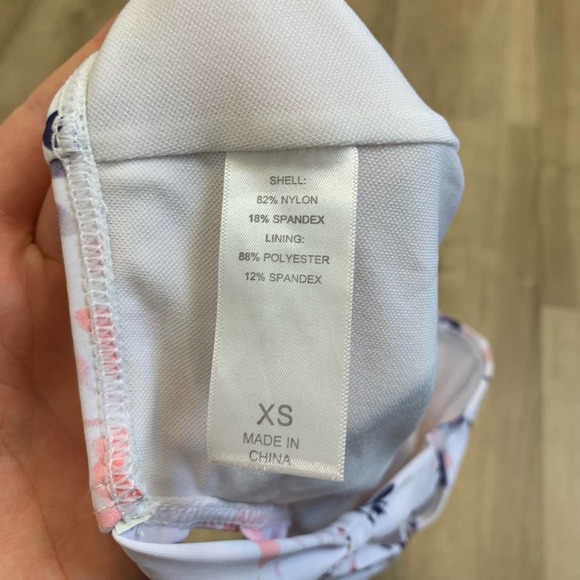 SHELL:
82% NYLON
18% SPANDEX
LINING:
88% POLYESTER
12% SPANDEX
XS
MADE IN
CHINA